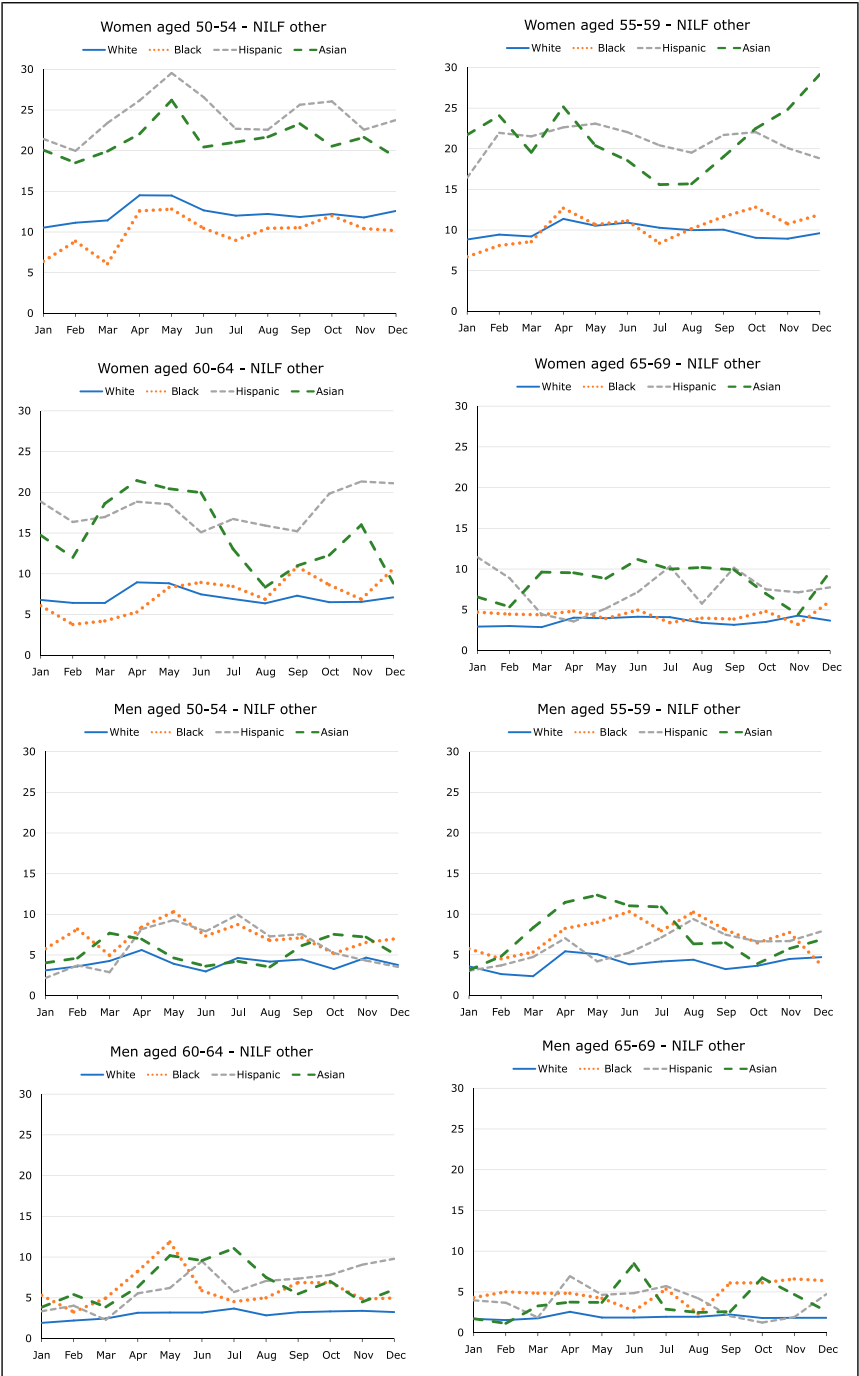 Women aged 50-54 - NILF other
White Black Hispanic Asian
30
25
20
15
10
5
0
Jan Feb Mar Apr May Jun Jul Aug Sep Oct Nov Dec
Women aged 55-59 - NILF other
White Black Hispanic Asian
30
25
20
15
10
5
0
Jan Feb Mar Apr May Jun Jul Aug Sep Oct Nov Dec
Women aged 60-64 - NILF other
White Black Hispanic Asian
30
25
20
15
10
5
0
Jan Feb Mar Apr May Jun Jul Aug Sep Oct Nov Dec
Women aged 65-69 - NILF other
White Black Hispanic Asian
30
25
20
15
10
5
0
Jan Feb Mar Apr May Jun Jul Aug Sep Oct Nov Dec
Men aged 50-54 - NILF other
White Black Hispanic Asian
30
25
20
15
10
5
0
Jan Feb Mar Apr May Jun Jul Aug Sep Oct Nov Dec
Men aged 55-59 - NILF other
White Black Hispanic Asian
30
25
20
15
10
5
0
Jan Feb Mar Apr May Jun Jul Aug Sep Oct Nov Dec
Men aged 60-64 - NILF other
White Black Hispanic Asian
30
25
20
15
10
5
0
Jan Feb Mar Apr May Jun Jul Aug Sep Oct Nov Dec
Men aged 65-69 - NILF other
White Black Hispanic Asian
30
25
20
15
10
5
0
Jan Feb Mar Apr May Jun Jul Aug Sep Oct Nov Dec